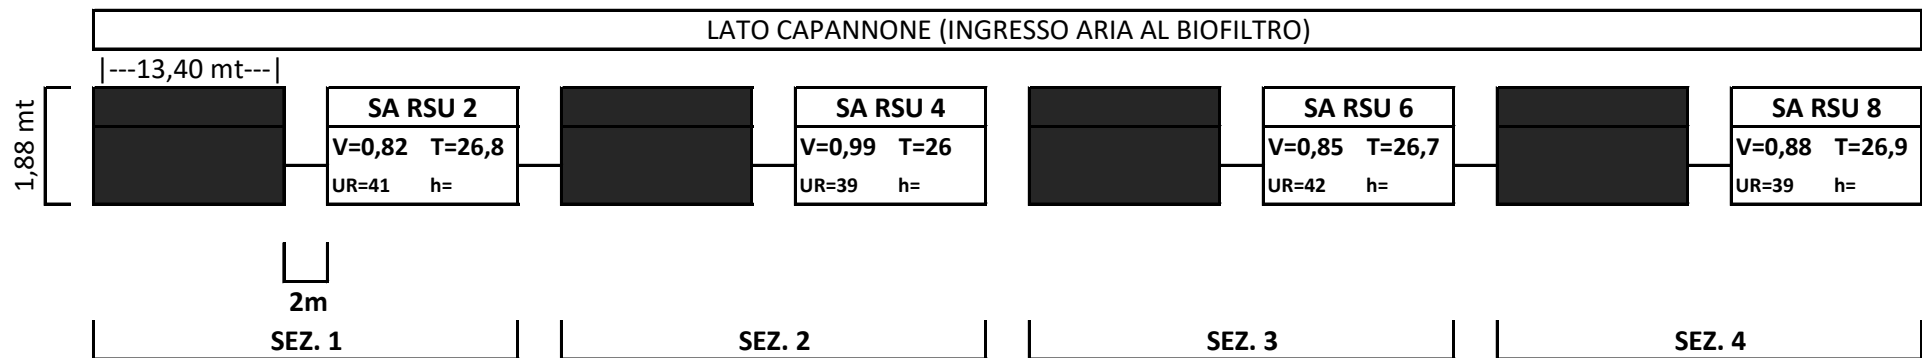 LATO CAPANNONE (INGRESSO ARIA AL BIOFILTRO)
|---13,40 mt---|
1,88 mt
SA RSU 2
V=0,82 T=26,8
UR=41 h=
SA RSU 4
V=0,99 T=26
UR=39 h=
SA RSU 6
V=0,85 T=26,7
UR=42 h=
SA RSU 8
V=0,88 T=26,9
UR=39 h=
2m
SEZ. 1
SEZ. 2
SEZ. 3
SEZ. 4